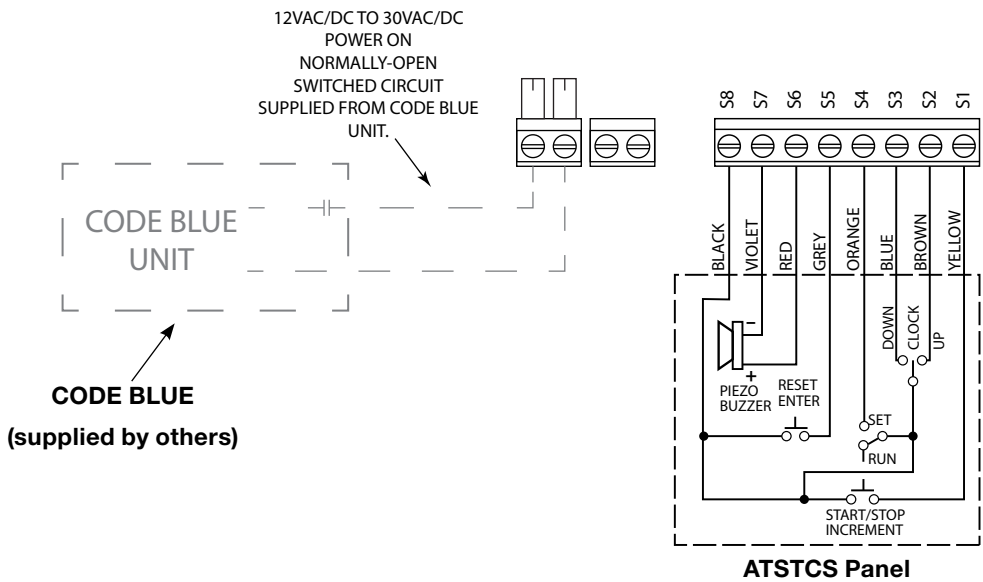 12VAC/DC TO 30VAC/DC
POWER ON
NORMALLY-OPEN
SWITCHED CIRCUIT
SUPPLIED FROM CODE BLUE
UNIT.
CODE BLUE
UNIT
CODE BLUE
(supplied by others)
S8 S7 S6 S5 S4 S3 S2 S1
BLACK VIOLET RED GREY ORANGE BLUE BROWN YELLOW
DOWN CLOCK UP
–
+
PIEZO
BUZZER
RESET
ENTER
SET
RUN
START/STOP
INCREMENT
ATSTCS Panel